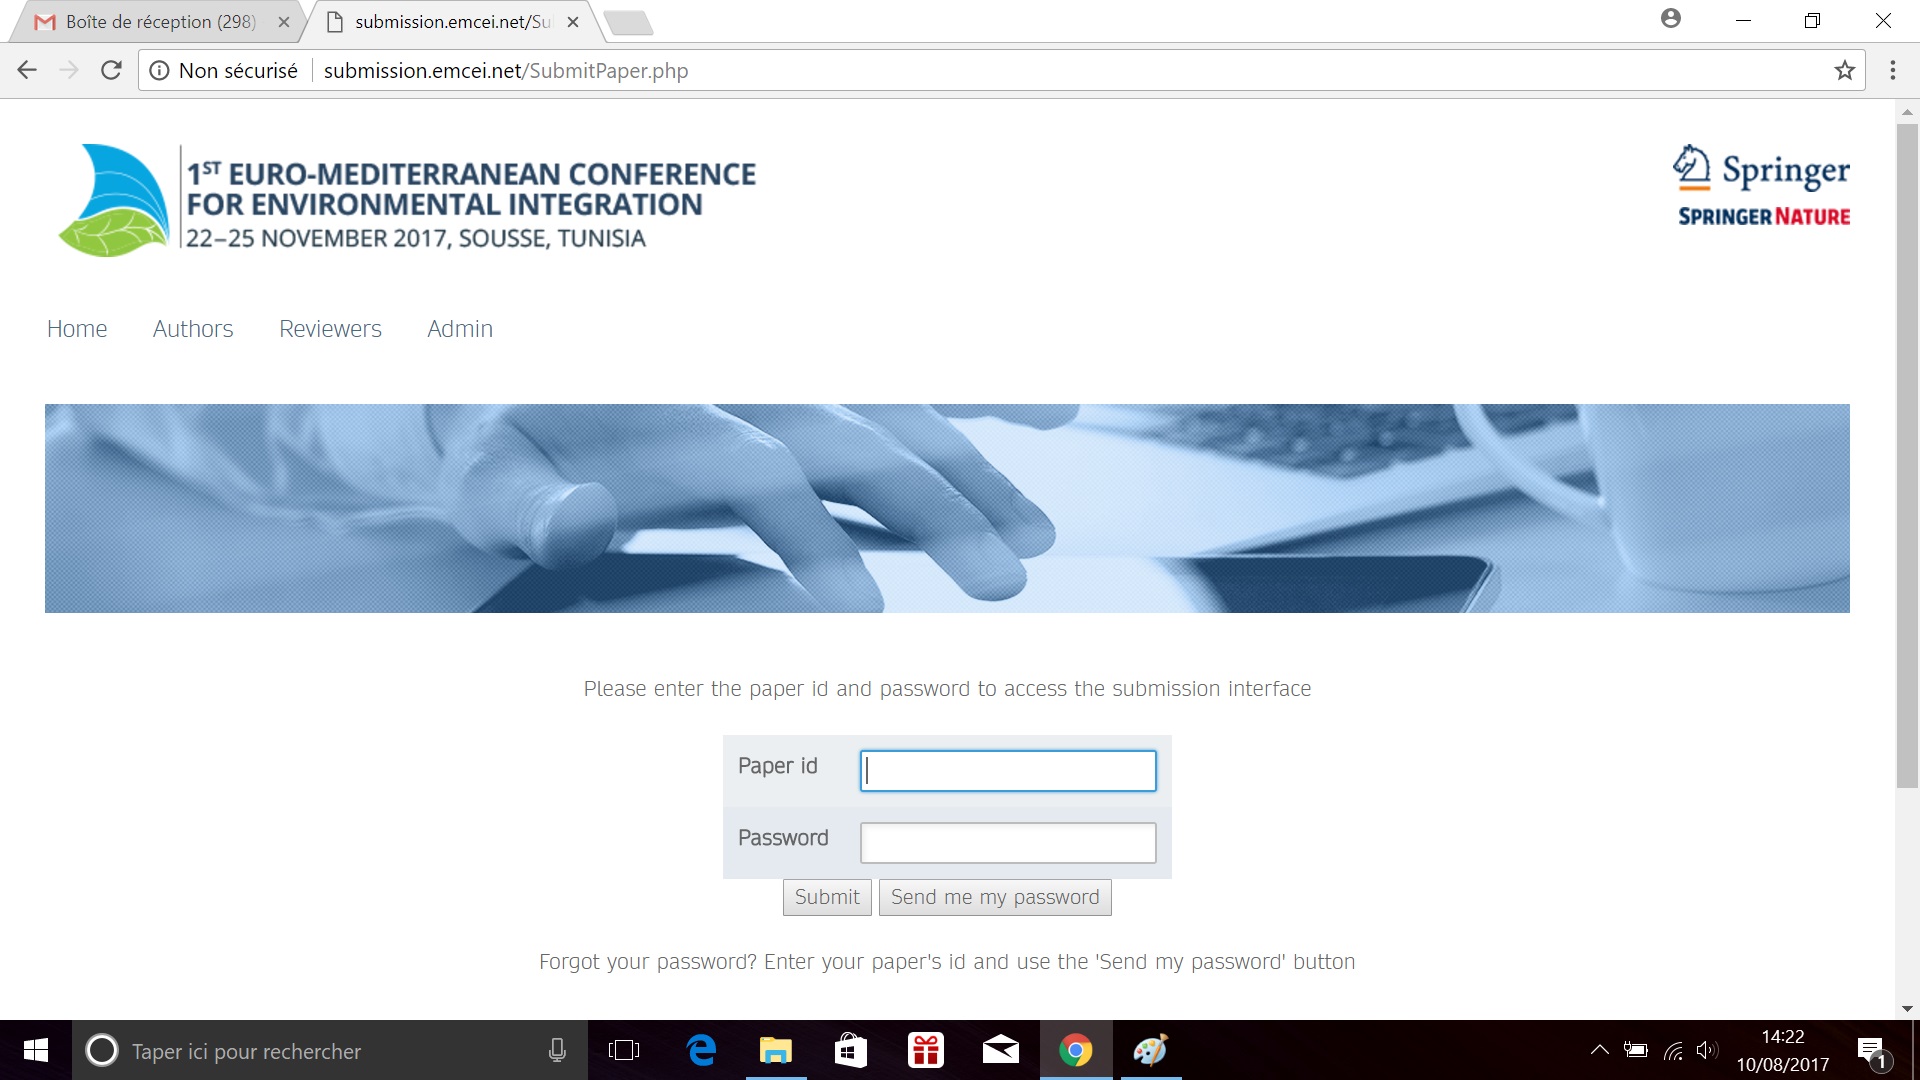 Boîte de réception (298)
submission.emcei.net/Su
Non sécurisé
submission.emcei.net/SubmitPaper.php
1ST EURO-MEDITERRANEAN CONFERENCE
FOR ENVIRONMENTAL INTEGRATION
22–25 NOVEMBER 2017, SOUSSE, TUNISIA
Springer
SPRINGER NATURE
Home
Authors
Reviewers
Admin
Please enter the paper id and password to access the submission interface
Paper id
Password
Submit
Send me my password
Forgot your password? Enter your paper's id and use the 'Send my password' button
Taper ici pour rechercher
14:22
10/08/2017
1